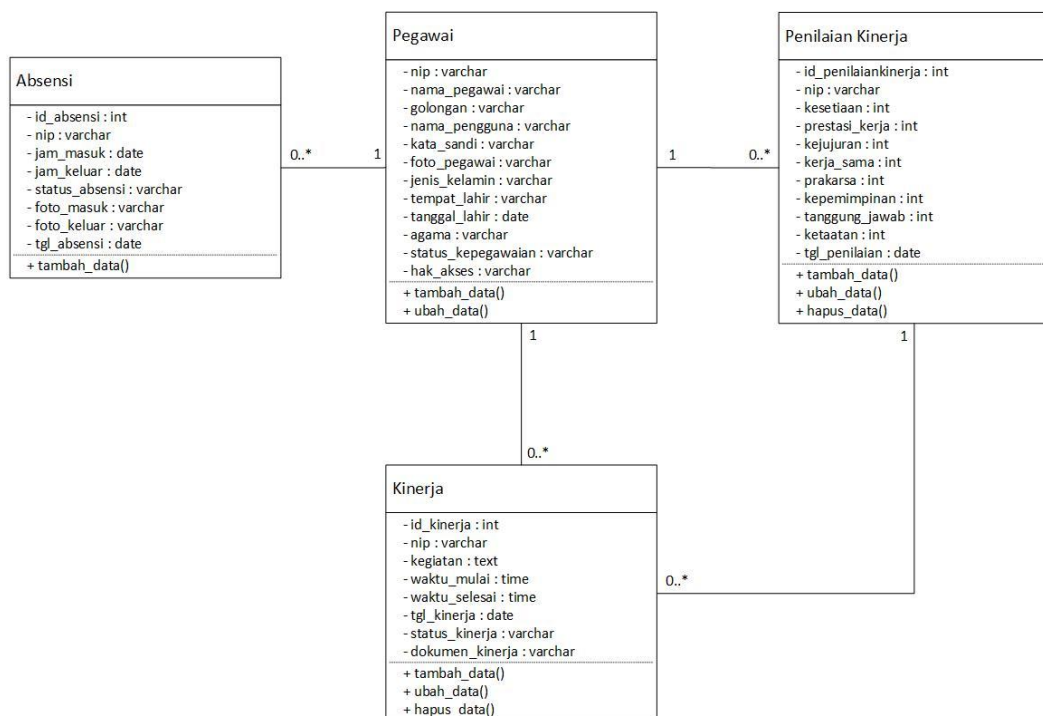 Absensi
- id_absensi : int
- nip : varchar
- jam_masuk : date
- jam_keluar : date
- status_absensi : varchar
- foto_masuk : varchar
- foto_keluar : varchar
- tgl_absensi : date
+ tambah_data()
0..*
1
Pegawai
- nip : varchar
- nama_pegawai : varchar
- golongan : varchar
- nama_pengguna : varchar
- kata_sandi : varchar
- foto_pegawai : varchar
- jenis_kelamin : varchar
- tempat_lahir : varchar
- tanggal_lahir : date
- agama : varchar
- status_kepegawaian : varchar
- hak_akses : varchar
+ tambah_data()
+ ubah_data()
1
0..*
Penilaian Kinerja
- id_penilaiankinerja : int
- nip : varchar
- kesetiaan : int
- prestasi_kerja : int
- kejujuran : int
- kerja_sama : int
- prakarsa : int
- kepemimpinan : int
- tanggung_jawab : int
- ketaatan : int
- tgl_penilaian : date
+ tambah_data()
+ ubah_data()
+ hapus_data()
1
1
0..*
0..*
Kinerja
- id_kinerja : int
- nip : varchar
- kegiatan : text
- waktu_mulai : time
- waktu_selesai : time
- tgl_kinerja : date
- status_kinerja : varchar
- dokumen_kinerja : varchar
+ tambah_data()
+ ubah_data()
+ hapus_data()